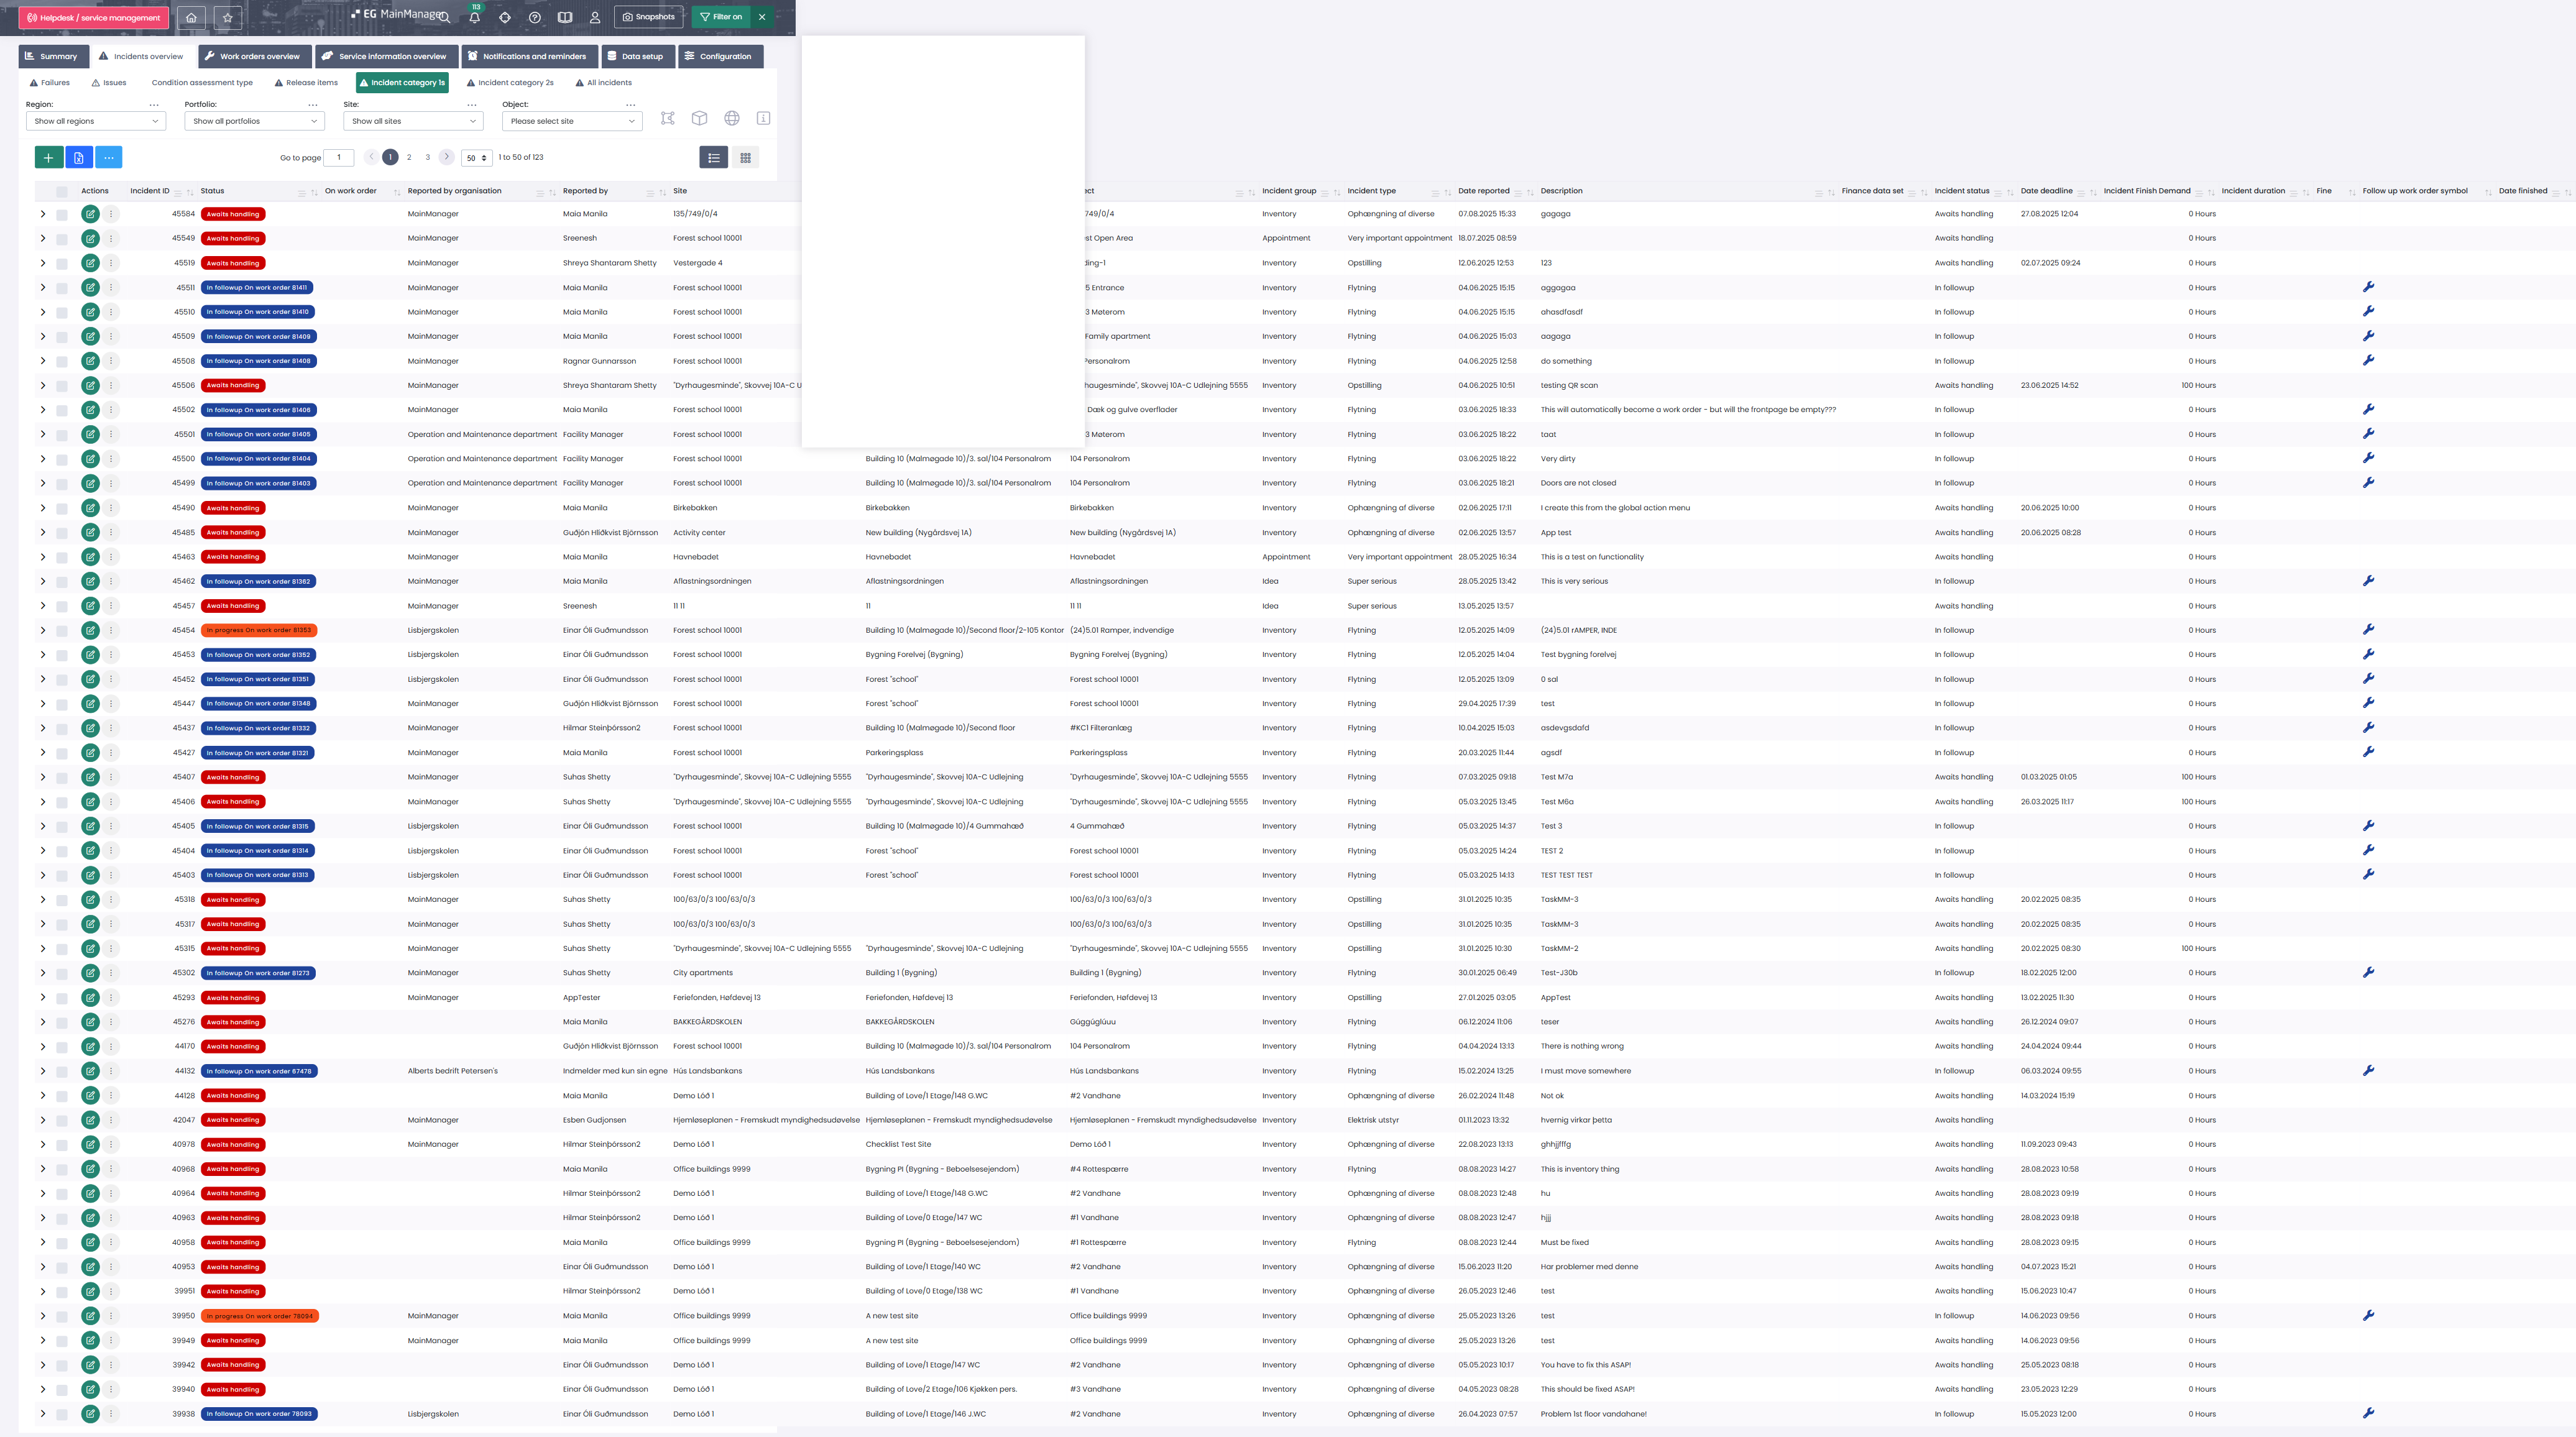 Helpdesk / service management EG MainManager 113 Snapshots Filter on
Summary Incidents overview Work orders overview Service information overview Notifications and reminders Data setup Configuration
Failures Issues Condition assessment type Release items Incident category 1s Incident category 2s All incidents
Region: Portfolio: Site: Object:
Show all regions Show all portfolios Show all sites Please select site
Go to page 1 1 2 3 50 1 to 50 of 123
Actions Incident ID Status On work order Reported by organisation Reported by Site Incident group Incident type Date reported Description Finance data set Incident status Date deadline Incident Finish Demand Incident duration Fine Follow up work order symbol Date finished
45584 Awaits handling MainManager Maia Manila 135/749/0/4 749/0/4 Inventory Ophængning af diverse 07.08.2025 15:33 gagaga Awaits handling 27.08.2025 12:04 0 Hours
45549 Awaits handling MainManager Sreenesh Forest school 10001 st Open Area Appointment Very important appointment 18.07.2025 08:59 Awaits handling 0 Hours
45519 Awaits handling MainManager Shreya Shantaram Shetty Vestergade 4 ding-1 Inventory Opstilling 12.06.2025 12:53 123 Awaits handling 02.07.2025 09:24 0 Hours
45511 In followup On work order 81411 MainManager Maia Manila Forest school 10001 5 Entrance Inventory Flytning 04.06.2025 15:15 aggagaa In followup 0 Hours
45510 In followup On work order 81410 MainManager Maia Manila Forest school 10001 3 Møterom Inventory Flytning 04.06.2025 15:15 ahasdfasdf In followup 0 Hours
45509 In followup On work order 81409 MainManager Maia Manila Forest school 10001 Family apartment Inventory Flytning 04.06.2025 15:03 aagaga In followup 0 Hours
45508 In followup On work order 81408 MainManager Ragnar Gunnarsson Forest school 10001 Personalrom Inventory Flytning 04.06.2025 12:58 do something In followup 0 Hours
45506 Awaits handling MainManager Shreya Shantaram Shetty "Dyrhaugesminde", Skovvej 10A-C U haugesminde", Skovvej 10A-C Udlejning 5555 Inventory Opstilling 04.06.2025 10:51 testing QR scan Awaits handling 23.06.2025 14:52 100 Hours
45502 In followup On work order 81406 MainManager Maia Manila Forest school 10001 Dæk og gulve overflader Inventory Flytning 03.06.2025 18:33 This will automatically become a work order - but will the frontpage be empty??? In followup 0 Hours
45501 In followup On work order 81405 Operation and Maintenance department Facility Manager Forest school 10001 3 Møterom Inventory Flytning 03.06.2025 18:22 taat In followup 0 Hours
45500 In followup On work order 81404 Operation and Maintenance department Facility Manager Forest school 10001 Building 10 (Malmøgade 10)/3. sal/104 Personalrom 104 Personalrom Inventory Flytning 03.06.2025 18:22 Very dirty In followup 0 Hours
45499 In followup On work order 81403 Operation and Maintenance department Facility Manager Forest school 10001 Building 10 (Malmøgade 10)/3. sal/104 Personalrom 104 Personalrom Inventory Flytning 03.06.2025 18:21 Doors are not closed In followup 0 Hours
45490 Awaits handling MainManager Maia Manila Birkebakken Birkebakken Birkebakken Inventory Ophængning af diverse 02.06.2025 17:11 I create this from the global action menu Awaits handling 20.06.2025 10:00 0 Hours
45485 Awaits handling MainManager Guðjón Hlíðkvist Björnsson Activity center New building (Nygårdsvej 1A) New building (Nygårdsvej 1A) Inventory Ophængning af diverse 02.06.2025 13:57 App test Awaits handling 20.06.2025 08:28 0 Hours
45463 Awaits handling MainManager Maia Manila Havnebadet Havnebadet Havnebadet Appointment Very important appointment 28.05.2025 16:34 This is a test on functionality Awaits handling 0 Hours
45462 In followup On work order 81362 MainManager Maia Manila Aflastningsordningen Aflastningsordningen Aflastningsordningen Idea Super serious 28.05.2025 13:42 This is very serious In followup 0 Hours
45457 Awaits handling MainManager Sreenesh 11 11 11 11 11 Idea Super serious 13.05.2025 13:57 Awaits handling 0 Hours
45454 In progress On work order 81353 Lisbjergskolen Einar Óli Guðmundsson Forest school 10001 Building 10 (Malmøgade 10)/Second floor/2-105 Kontor (24)5.01 Ramper, indvendige Inventory Flytning 12.05.2025 14:09 (24)5.01 rAMPER, INDE In followup 0 Hours
45453 In followup On work order 81352 Lisbjergskolen Einar Óli Guðmundsson Forest school 10001 Bygning Forelvej (Bygning) Bygning Forelvej (Bygning) Inventory Flytning 12.05.2025 14:04 Test bygning forelvej In followup 0 Hours
45452 In followup On work order 81351 Lisbjergskolen Einar Óli Guðmundsson Forest school 10001 Forest "school" Forest school 10001 Inventory Flytning 12.05.2025 13:09 0 sal In followup 0 Hours
45447 In followup On work order 81348 MainManager Guðjón Hlíðkvist Björnsson Forest school 10001 Forest "school" Forest school 10001 Inventory Flytning 29.04.2025 17:39 test In followup 0 Hours
45437 In followup On work order 81332 MainManager Hilmar Steinþórsson2 Forest school 10001 Building 10 (Malmøgade 10)/Second floor #KC1 Filteranlæg Inventory Flytning 10.04.2025 15:03 asdevgsdafd In followup 0 Hours
45427 In followup On work order 81321 MainManager Maia Manila Forest school 10001 Parkeringsplass Parkeringsplass Inventory Flytning 20.03.2025 11:44 agsdf In followup 0 Hours
45407 Awaits handling MainManager Suhas Shetty "Dyrhaugesminde", Skovvej 10A-C Udlejning 5555 "Dyrhaugesminde", Skovvej 10A-C Udlejning "Dyrhaugesminde", Skovvej 10A-C Udlejning 5555 Inventory Flytning 07.03.2025 09:18 Test M7a Awaits handling 01.03.2025 01:05 100 Hours
45406 Awaits handling MainManager Suhas Shetty "Dyrhaugesminde", Skovvej 10A-C Udlejning 5555 "Dyrhaugesminde", Skovvej 10A-C Udlejning "Dyrhaugesminde", Skovvej 10A-C Udlejning 5555 Inventory Flytning 05.03.2025 13:45 Test M6a Awaits handling 26.03.2025 11:17 100 Hours
45405 In followup On work order 81315 Lisbjergskolen Einar Óli Guðmundsson Forest school 10001 Building 10 (Malmøgade 10)/4 Gummahæð 4 Gummahæð Inventory Flytning 05.03.2025 14:37 Test 3 In followup 0 Hours
45404 In followup On work order 81314 Lisbjergskolen Einar Óli Guðmundsson Forest school 10001 Forest "school" Forest school 10001 Inventory Flytning 05.03.2025 14:24 TEST 2 In followup 0 Hours
45403 In followup On work order 81313 Lisbjergskolen Einar Óli Guðmundsson Forest school 10001 Forest "school" Forest school 10001 Inventory Flytning 05.03.2025 14:13 TEST TEST TEST In followup 0 Hours
45318 Awaits handling MainManager Suhas Shetty 100/63/0/3 100/63/0/3 100/63/0/3 100/63/0/3 Inventory Opstilling 31.01.2025 10:35 TaskMM-3 Awaits handling 20.02.2025 08:35 0 Hours
45317 Awaits handling MainManager Suhas Shetty 100/63/0/3 100/63/0/3 100/63/0/3 100/63/0/3 Inventory Opstilling 31.01.2025 10:35 TaskMM-3 Awaits handling 20.02.2025 08:35 0 Hours
45315 Awaits handling MainManager Suhas Shetty "Dyrhaugesminde", Skovvej 10A-C Udlejning 5555 "Dyrhaugesminde", Skovvej 10A-C Udlejning "Dyrhaugesminde", Skovvej 10A-C Udlejning 5555 Inventory Opstilling 31.01.2025 10:30 TaskMM-2 Awaits handling 20.02.2025 08:30 100 Hours
45302 In followup On work order 81273 MainManager Suhas Shetty City apartments Building 1 (Bygning) Building 1 (Bygning) Inventory Flytning 30.01.2025 06:49 Test-J30b In followup 18.02.2025 12:00 0 Hours
45293 Awaits handling MainManager AppTester Feriefonden, Høfdevej 13 Feriefonden, Høfdevej 13 Feriefonden, Høfdevej 13 Inventory Opstilling 27.01.2025 03:05 AppTest Awaits handling 13.02.2025 11:30 0 Hours
45276 Awaits handling Maia Manila BAKKEGÅRDSKOLEN BAKKEGÅRDSKOLEN Gúggúglúuu Inventory Flytning 06.12.2024 11:06 teser Awaits handling 26.12.2024 09:07 0 Hours
44170 Awaits handling Guðjón Hlíðkvist Björnsson Forest school 10001 Building 10 (Malmøgade 10)/3. sal/104 Personalrom 104 Personalrom Inventory Flytning 04.04.2024 13:13 There is nothing wrong Awaits handling 24.04.2024 09:44 0 Hours
44132 In followup On work order 67478 Alberts bedrift Petersen's Indmelder med kun sin egne Hús Landsbankans Hús Landsbankans Hús Landsbankans Inventory Flytning 15.02.2024 13:25 I must move somewhere In followup 06.03.2024 09:55 0 Hours
44128 Awaits handling Maia Manila Demo Lóð 1 Building of Love/1 Etage/148 G.WC #2 Vandhane Inventory Ophængning af diverse 26.02.2024 11:48 Not ok Awaits handling 14.03.2024 15:19 0 Hours
42047 Awaits handling MainManager Esben Gudjonsen Hjemløseplanen - Fremskudt myndighedsudøvelse Hjemløseplanen - Fremskudt myndighedsudøvelse Hjemløseplanen - Fremskudt myndighedsudøvelse Inventory Elektrisk utstyr 01.11.2023 13:32 hvernig virkar þetta Awaits handling 0 Hours
40978 Awaits handling MainManager Hilmar Steinþórsson2 Demo Lóð 1 Checklist Test Site Demo Lóð 1 Inventory Ophængning af diverse 22.08.2023 13:13 ghhjjfffg Awaits handling 11.09.2023 09:43 0 Hours
40968 Awaits handling Maia Manila Office buildings 9999 Bygning P1 (Bygning - Beboelsesejendom) #4 Rottespærre Inventory Flytning 08.08.2023 14:27 This is inventory thing Awaits handling 28.08.2023 10:58 0 Hours
40964 Awaits handling Hilmar Steinþórsson2 Demo Lóð 1 Building of Love/1 Etage/148 G.WC #2 Vandhane Inventory Ophængning af diverse 08.08.2023 12:48 hu Awaits handling 28.08.2023 09:19 0 Hours
40963 Awaits handling Hilmar Steinþórsson2 Demo Lóð 1 Building of Love/0 Etage/147 WC #1 Vandhane Inventory Ophængning af diverse 08.08.2023 12:47 hjjj Awaits handling 28.08.2023 09:18 0 Hours
40958 Awaits handling Maia Manila Office buildings 9999 Bygning P1 (Bygning - Beboelsesejendom) #1 Rottespærre Inventory Flytning 08.08.2023 12:44 Must be fixed Awaits handling 28.08.2023 09:15 0 Hours
40953 Awaits handling Einar Óli Guðmundsson Demo Lóð 1 Building of Love/1 Etage/140 WC #2 Vandhane Inventory Ophængning af diverse 15.06.2023 11:20 Har problemer med denne Awaits handling 04.07.2023 15:21 0 Hours
39951 Awaits handling Hilmar Steinþórsson2 Demo Lóð 1 Building of Love/0 Etage/138 WC #1 Vandhane Inventory Ophængning af diverse 26.05.2023 12:46 test Awaits handling 15.06.2023 10:47 0 Hours
39950 In progress On work order 78094 MainManager Maia Manila Office buildings 9999 A new test site Office buildings 9999 Inventory Ophængning af diverse 25.05.2023 13:26 test In followup 14.06.2023 09:56 0 Hours
39949 Awaits handling MainManager Maia Manila Office buildings 9999 A new test site Office buildings 9999 Inventory Ophængning af diverse 25.05.2023 13:26 test Awaits handling 14.06.2023 09:56 0 Hours
39942 Awaits handling Einar Óli Guðmundsson Demo Lóð 1 Building of Love/1 Etage/147 WC #2 Vandhane Inventory Ophængning af diverse 05.05.2023 10:17 You have to fix this ASAP! Awaits handling 25.05.2023 08:18 0 Hours
39940 Awaits handling Einar Óli Guðmundsson Demo Lóð 1 Building of Love/2 Etage/106 Kjøkken pers. #3 Vandhane Inventory Ophængning af diverse 04.05.2023 08:28 This should be fixed ASAP! Awaits handling 23.05.2023 12:29 0 Hours
39938 In followup On work order 78093 Lisbjergskolen Einar Óli Guðmundsson Demo Lóð 1 Building of Love/1 Etage/146 J.WC #2 Vandhane Inventory Ophængning af diverse 26.04.2023 07:57 Problem 1st floor vandahane! In followup 15.05.2023 12:00 0 Hours